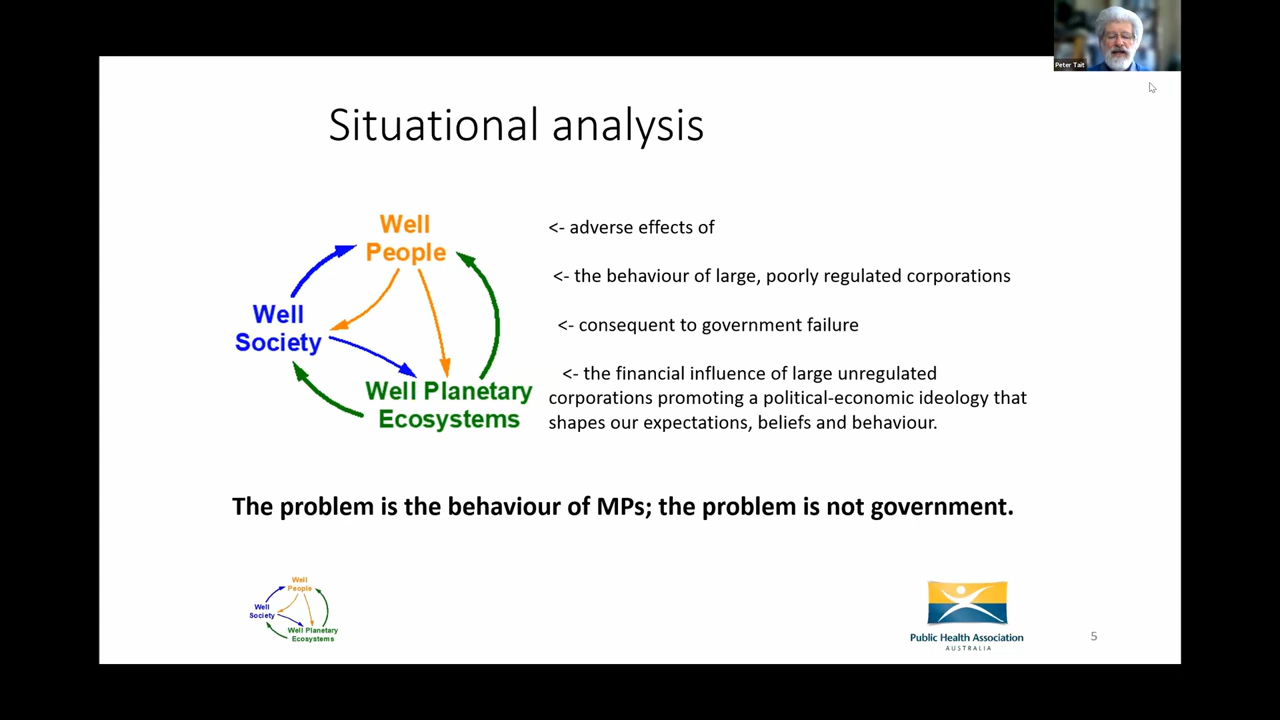 Peter Tait
Situational analysis
Well
People
Well
Society
Well Planetary
Ecosystems
<- adverse effects of
<- the behaviour of large, poorly regulated corporations
<- consequent to government failure
<- the financial influence of large unregulated
corporations promoting a political-economic ideology that
shapes our expectations, beliefs and behaviour.
The problem is the behaviour of MPs; the problem is not government.
Well
People
Well
Society
Well Planetary
Ecosystems
Public Health Association
AUSTRALIA
5